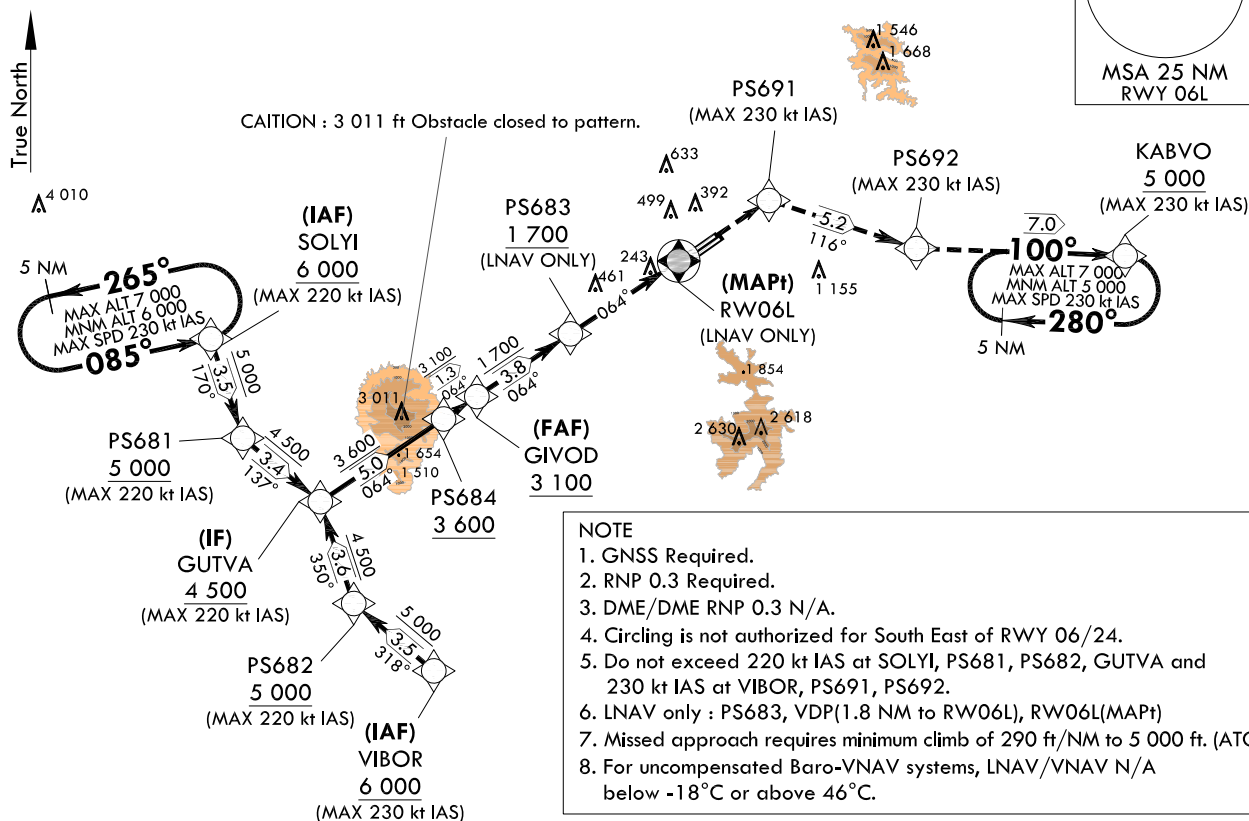 True North
4 010
CAITION : 3 011 ft Obstacle closed to pattern.
1 546
1 668
MSA 25 NM
RWY 06L
PS691
(MAX 230 kt IAS)
PS692
(MAX 230 kt IAS)
KABVO
5 000
(MAX 230 kt IAS)
633
499
392
243
461
1 155
(IAF)
SOLYI
6 000
(MAX 220 kt IAS)
PS683
1 700
(LNAV ONLY)
5 NM
265°
MAX ALT 7 000
MNM ALT 6 000
MAX SPD 230 kt IAS
085°
(MAPt)
RW06L
(LNAV ONLY)
5.2
116°
7.0
100°
MAX ALT 7 000
MNM ALT 5 000
MAX SPD 230 kt IAS
280°
5 NM
064°
5 000
3.5
170°
3 100
1.3
064°
1 700
3.8
064°
3 011
1 654
1 510
1 854
2 630
2 618
PS681
5 000
(MAX 220 kt IAS)
4 500
3.4
137°
3 600
5.0
064°
(FAF)
GIVOD
3 100
PS684
3 600
(IF)
GUTVA
4 500
(MAX 220 kt IAS)
4 500
3.6
350°
PS682
5 000
(MAX 220 kt IAS)
5 000
3.5
318°
(IAF)
VIBOR
6 000
(MAX 230 kt IAS)
NOTE
1. GNSS Required.
2. RNP 0.3 Required.
3. DME/DME RNP 0.3 N/A.
4. Circling is not authorized for South East of RWY 06/24.
5. Do not exceed 220 kt IAS at SOLYI, PS681, PS682, GUTVA and
230 kt IAS at VIBOR, PS691, PS692.
6. LNAV only : PS683, VDP(1.8 NM to RW06L), RW06L(MAPt)
7. Missed approach requires minimum climb of 290 ft/NM to 5 000 ft. (ATC
8. For uncompensated Baro-VNAV systems, LNAV/VNAV N/A
below -18°C or above 46°C.